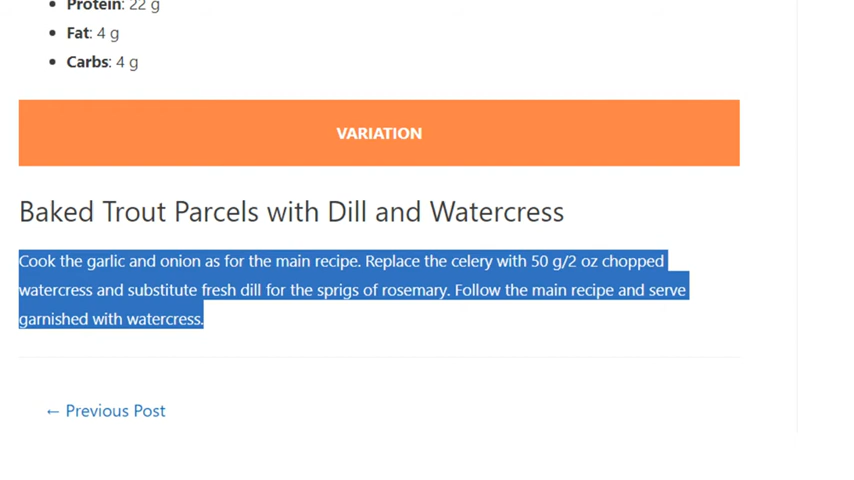 Protein: 22 g
Fat: 4 g
Carbs: 4 g
VARIATION
Baked Trout Parcels with Dill and Watercress
Cook the garlic and onion as for the main recipe. Replace the celery with 50 g/2 oz chopped
watercress and substitute fresh dill for the sprigs of rosemary. Follow the main recipe and serve
garnished with watercress.
← Previous Post